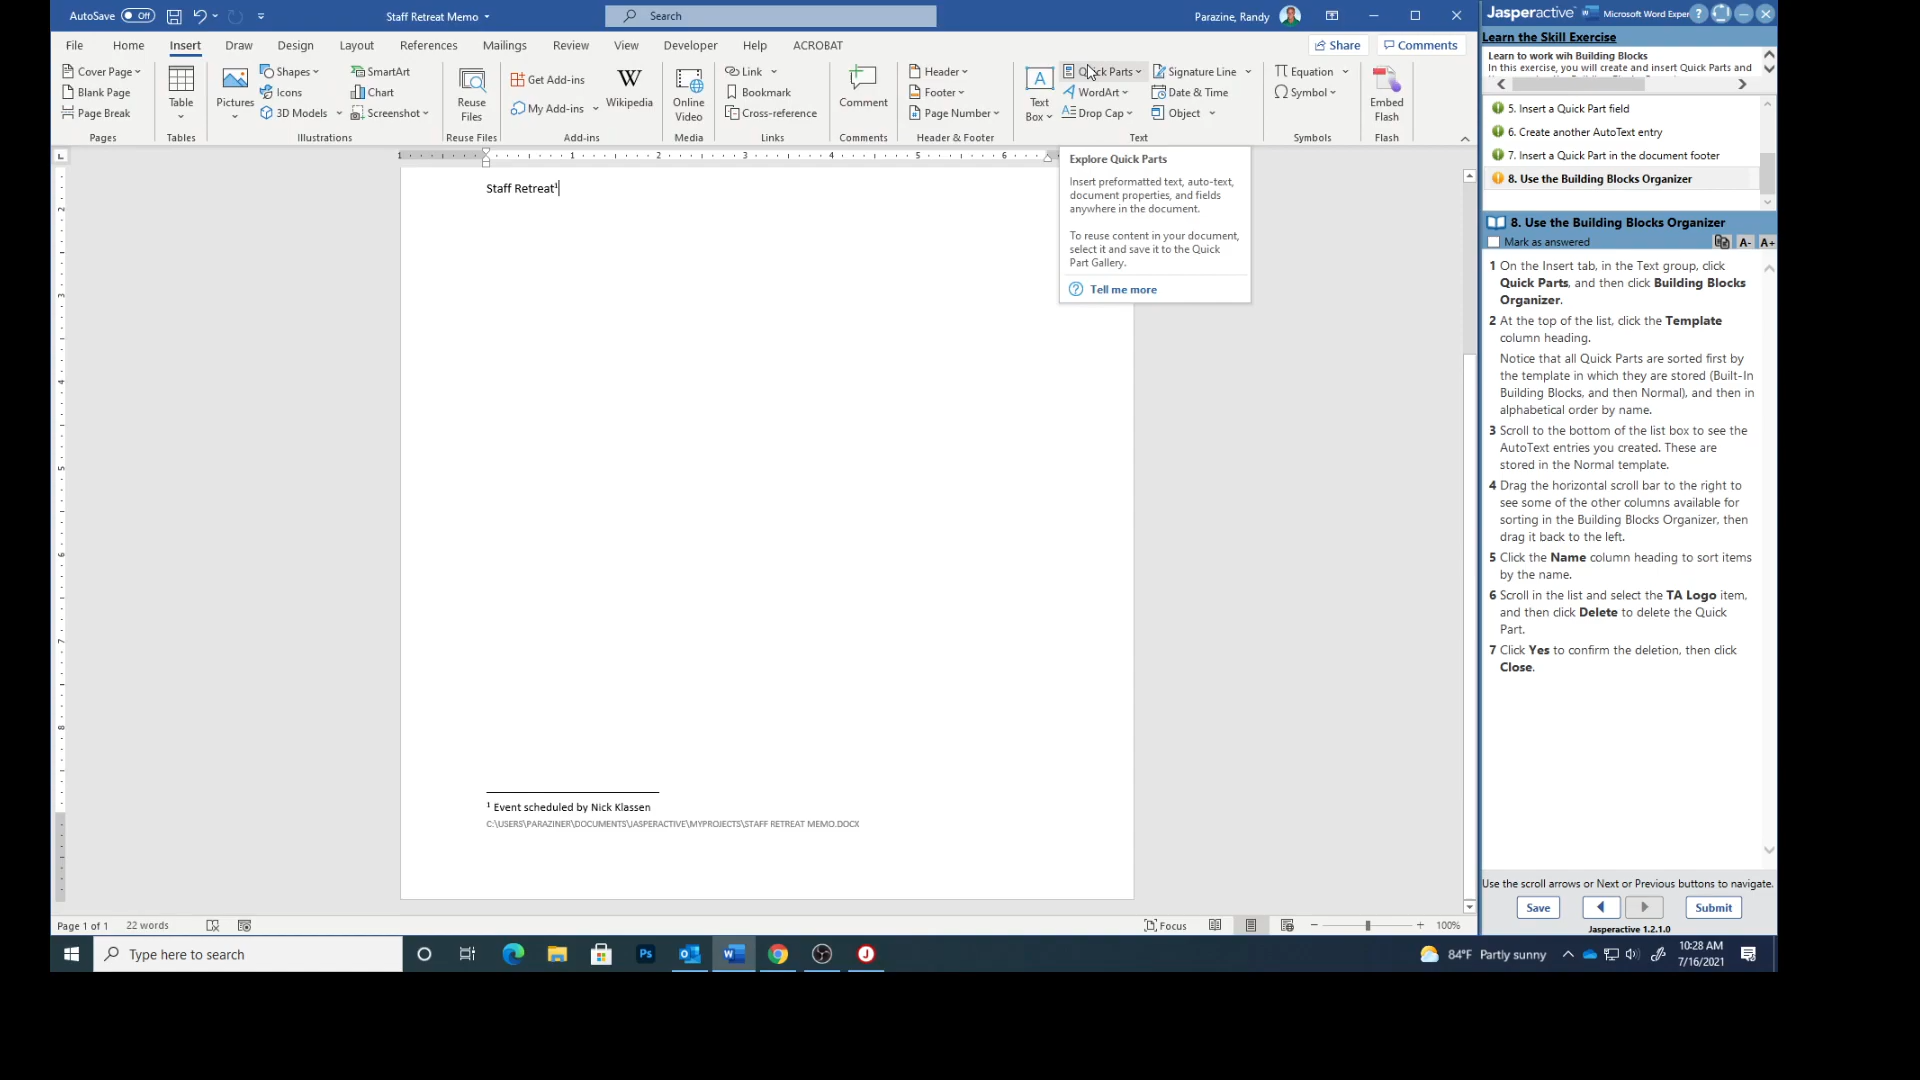 AutoSave Off
Staff Retreat Memo
Search
Parazine, Randy
File Home Insert Draw Design Layout References Mailings Review View Developer Help ACROBAT
Share Comments
Cover Page
Blank Page
Page Break
Pages
Table
Tables
Pictures
Shapes
Icons
3D Models
SmartArt
Chart
Screenshot
Illustrations
Reuse
Files
Reuse Files
Get Add-ins
My Add-ins
Wikipedia
Add-ins
Online
Video
Media
Link
Bookmark
Cross-reference
Links
Comment
Comments
Header
Footer
Page Number
Header & Footer
Text
Box
Quick Parts
WordArt
Drop Cap
Signature Line
Date & Time
Object
Text
Equation
Symbol
Symbols
Embed
Flash
Flash
Explore Quick Parts
Insert preformatted text, auto-text,
document properties, and fields
anywhere in the document.
To reuse content in your document,
select it and save it to the Quick
Part Gallery.
Tell me more
Staff Retreat¹
¹ Event scheduled by Nick Klassen
C:\USERS\PARAZINER\DOCUMENTS\JASPERACTIVE\MYPROJECTS\STAFF RETREAT MEMO.DOCX
Page 1 of 1 22 words
Focus
100%
Type here to search
84°F Partly sunny
10:28 AM
7/16/2021
Jasperactive Microsoft Word Exper
Learn the Skill Exercise
Learn to work wih Building Blocks
In this exercise, you will create and insert Quick Parts and
5. Insert a Quick Part field
6. Create another AutoText entry
7. Insert a Quick Part in the document footer
8. Use the Building Blocks Organizer
8. Use the Building Blocks Organizer
Mark as answered A- A+
1 On the Insert tab, in the Text group, click
Quick Parts, and then click Building Blocks
Organizer.
2 At the top of the list, click the Template
column heading.
Notice that all Quick Parts are sorted first by
the template in which they are stored (Built-In
Building Blocks, and then Normal), and then in
alphabetical order by name.
3 Scroll to the bottom of the list box to see the
AutoText entries you created. These are
stored in the Normal template.
4 Drag the horizontal scroll bar to the right to
see some of the other columns available for
sorting in the Building Blocks Organizer, then
drag it back to the left.
5 Click the Name column heading to sort items
by the name.
6 Scroll in the list and select the TA Logo item,
and then click Delete to delete the Quick
Part.
7 Click Yes to confirm the deletion, then click
Close.
Use the scroll arrows or Next or Previous buttons to navigate.
Save Submit
Jasperactive 1.2.1.0